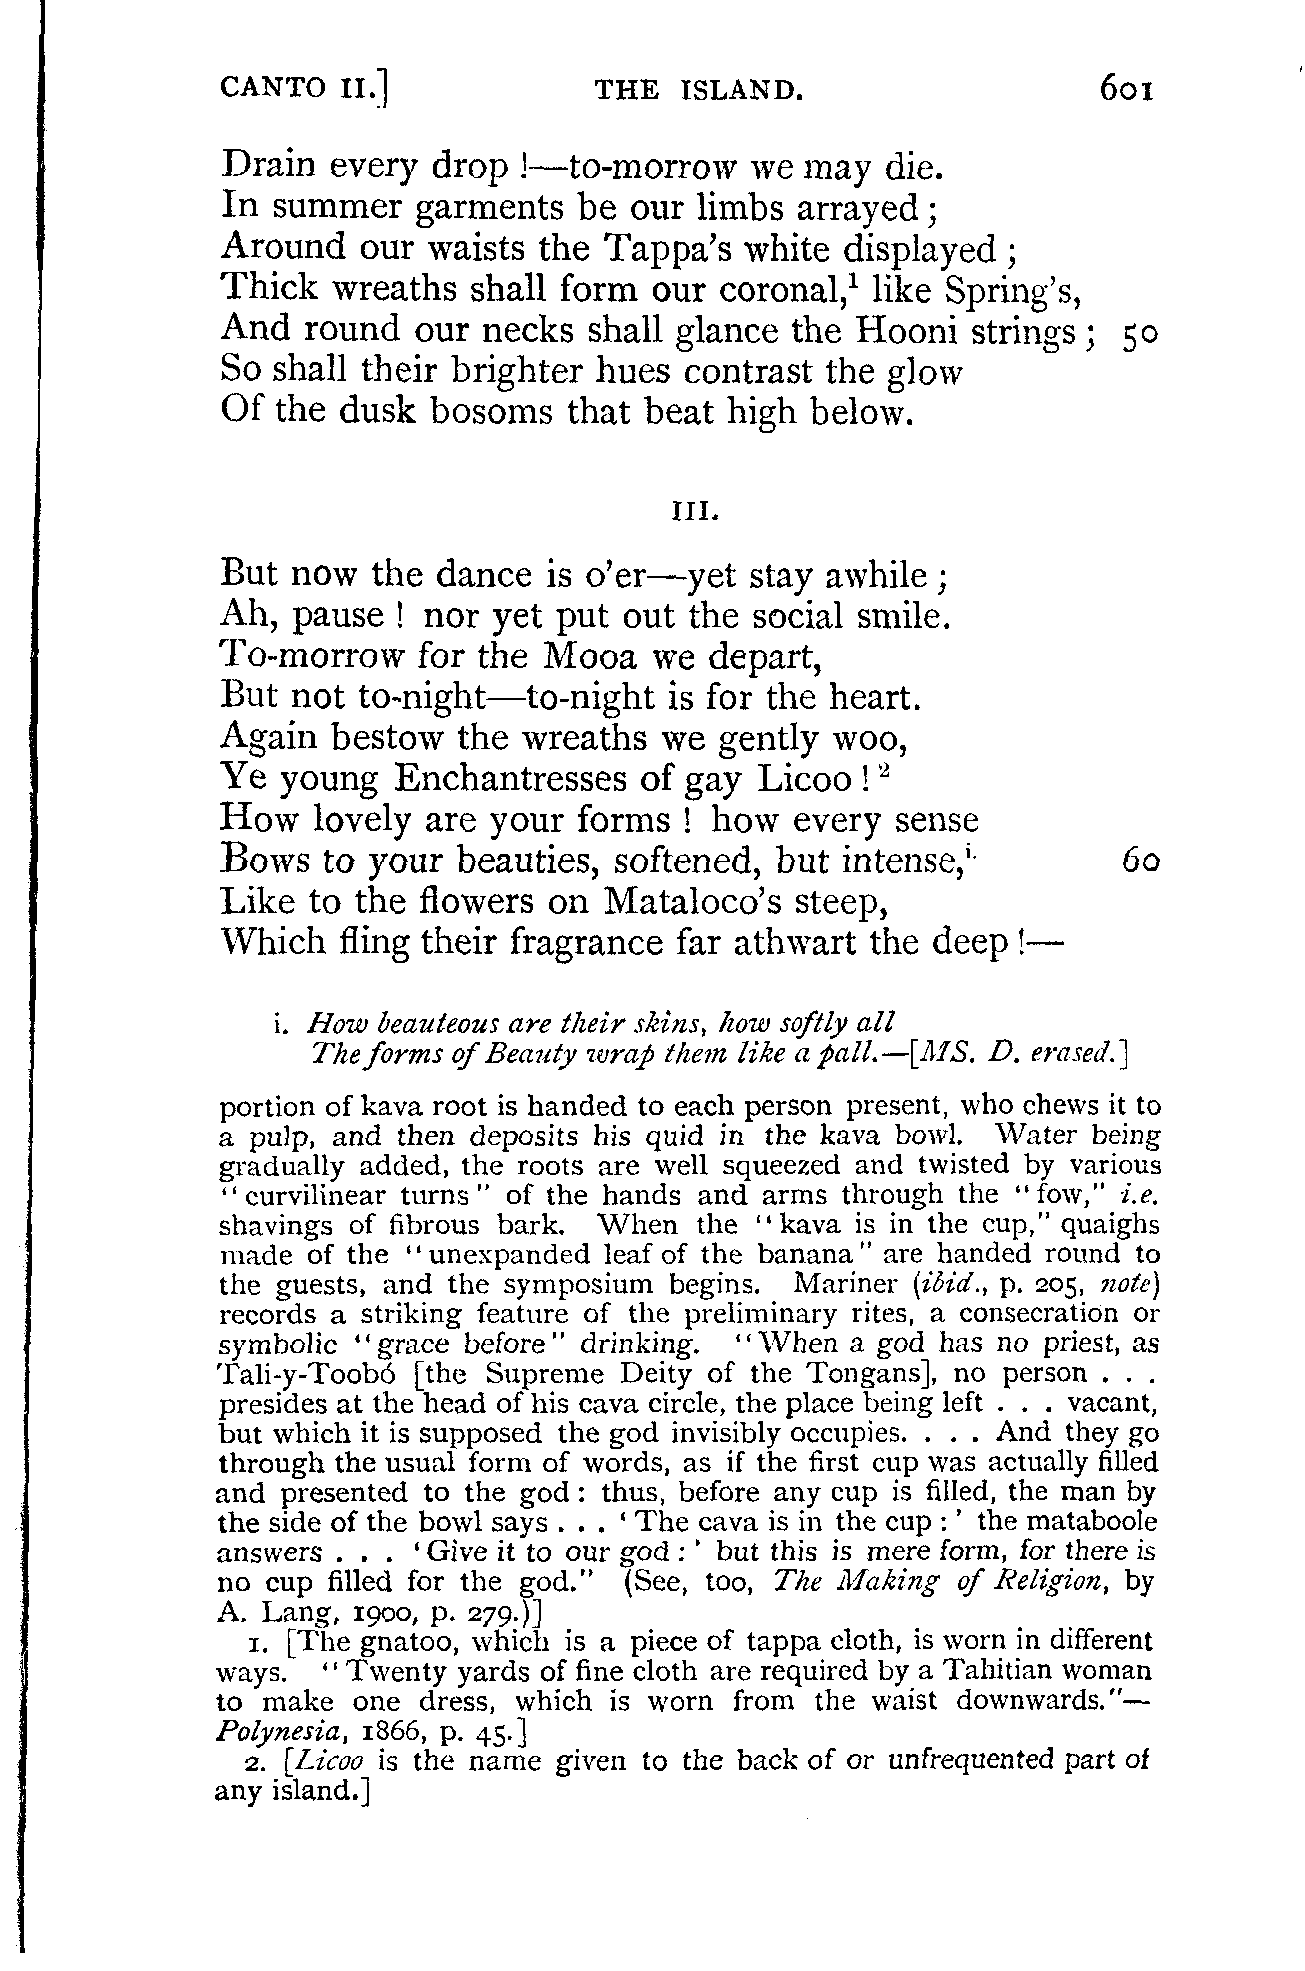 CANTO II.] THE ISLAND. 601
Drain every drop !—to-morrow we may die.
In summer garments be our limbs arrayed ;
Around our waists the Tappa's white displayed ;
Thick wreaths shall form our coronal,¹ like Spring's,
And round our necks shall glance the Hooni strings ; 50
So shall their brighter hues contrast the glow
Of the dusk bosoms that beat high below.
III.
But now the dance is o'er—yet stay awhile ;
Ah, pause ! nor yet put out the social smile.
To-morrow for the Mooa we depart,
But not to-night—to-night is for the heart.
Again bestow the wreaths we gently woo,
Ye young Enchantresses of gay Licoo ! ²
How lovely are your forms ! how every sense
Bows to your beauties, softened, but intense,ⁱ· 60
Like to the flowers on Mataloco's steep,
Which fling their fragrance far athwart the deep !—
i. How beauteous are their skins, how softly all
The forms of Beauty wrap them like a pall.—[MS. D. erased.]
portion of kava root is handed to each person present, who chews it to
a pulp, and then deposits his quid in the kava bowl. Water being
gradually added, the roots are well squeezed and twisted by various
"curvilinear turns" of the hands and arms through the "fow," i.e.
shavings of fibrous bark. When the "kava is in the cup," quaighs
made of the "unexpanded leaf of the banana" are handed round to
the guests, and the symposium begins. Mariner (ibid., p. 205, note)
records a striking feature of the preliminary rites, a consecration or
symbolic "grace before" drinking. "When a god has no priest, as
Tali-y-Toobó [the Supreme Deity of the Tongans], no person . . .
presides at the head of his cava circle, the place being left . . . vacant,
but which it is supposed the god invisibly occupies. . . . And they go
through the usual form of words, as if the first cup was actually filled
and presented to the god : thus, before any cup is filled, the man by
the side of the bowl says . . . ' The cava is in the cup : ' the mataboole
answers . . . ' Give it to our god : ' but this is mere form, for there is
no cup filled for the god." (See, too, The Making of Religion, by
A. Lang, 1900, p. 279.)]
1. [The gnatoo, which is a piece of tappa cloth, is worn in different
ways. "Twenty yards of fine cloth are required by a Tahitian woman
to make one dress, which is worn from the waist downwards."—
Polynesia, 1866, p. 45.]
2. [Licoo is the name given to the back of or unfrequented part of
any island.]